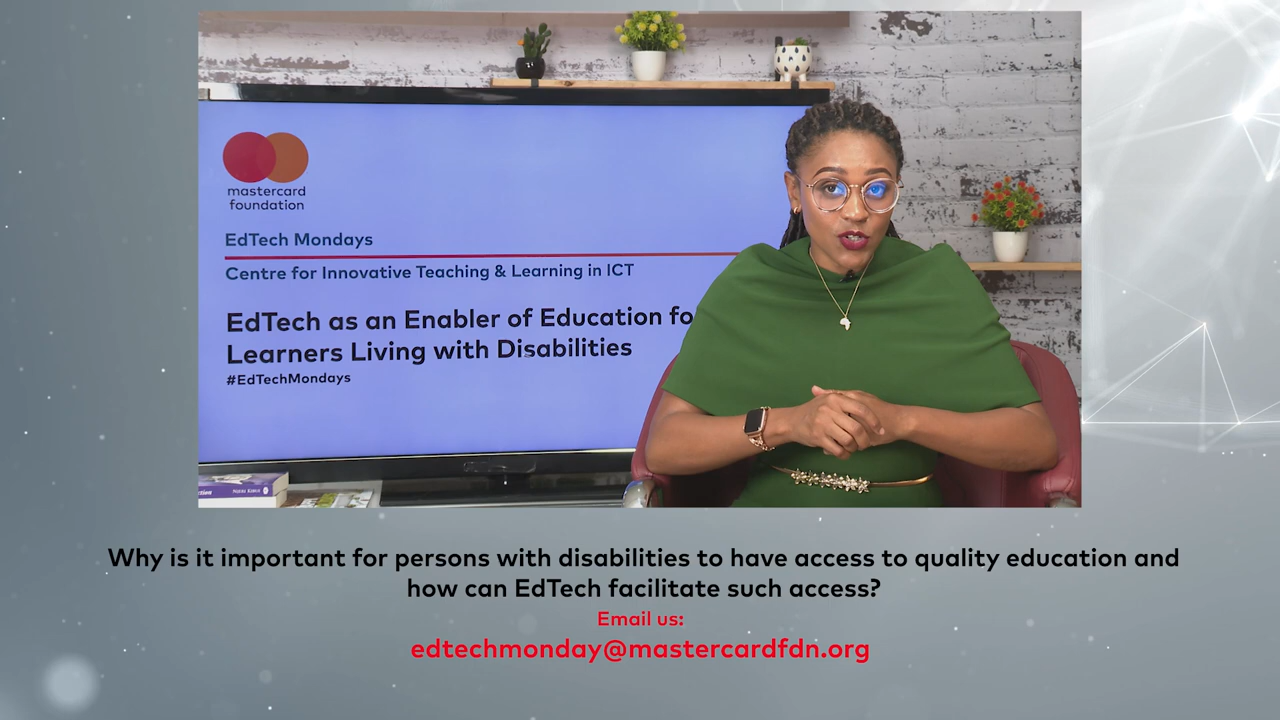 mastercard
foundation
EdTech Mondays
Centre for Innovative Teaching & Learning in ICT
EdTech as an Enabler of Education fo
Learners Living with Disabilities
#EdTechMondays
Why is it important for persons with disabilities to have access to quality education and
how can EdTech facilitate such access?
Email us:
edtechmonday@mastercardfdn.org